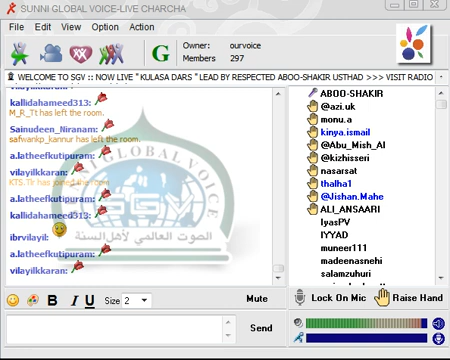 SUNNI GLOBAL VOICE-LIVE CHARCHA
File Edit View Option Action
G
Owner: ourvoice
Members 297
WELCOME TO SGV :: NOW LIVE " KULASA DARS " LEAD BY RESPECTED ABOO-SHAKIR USTHAD >>> VISIT RADIO
vilayilkkaran:
kallidahameed313:
M_R_Tt has left the room.
Sainudeen_Niranam:
safwankp_kannur has left the room.
a.latheefkutipuram:
KTS.Tir has joined the room
a.latheefkutipuram:
kallidahameed313:
ibrvilayil:
a.latheefkutipuram:
vilayilkkaran:
SUNNI GLOBAL VOICE
SGV
الصوت العالمي لأهل السنة
ABOO-SHAKIR
@azi.uk
monu.a
kinya.ismail
@Abu_Mish_Al
@kizhisseri
nasarsat
thalha1
@Jishan.Mahe
ALI_ANSAARI
IyasPV
IYYAD
muneer111
madeenasnehi
salamzuhuri
B I U Size 2 Mute
Lock On Mic Raise Hand
Send